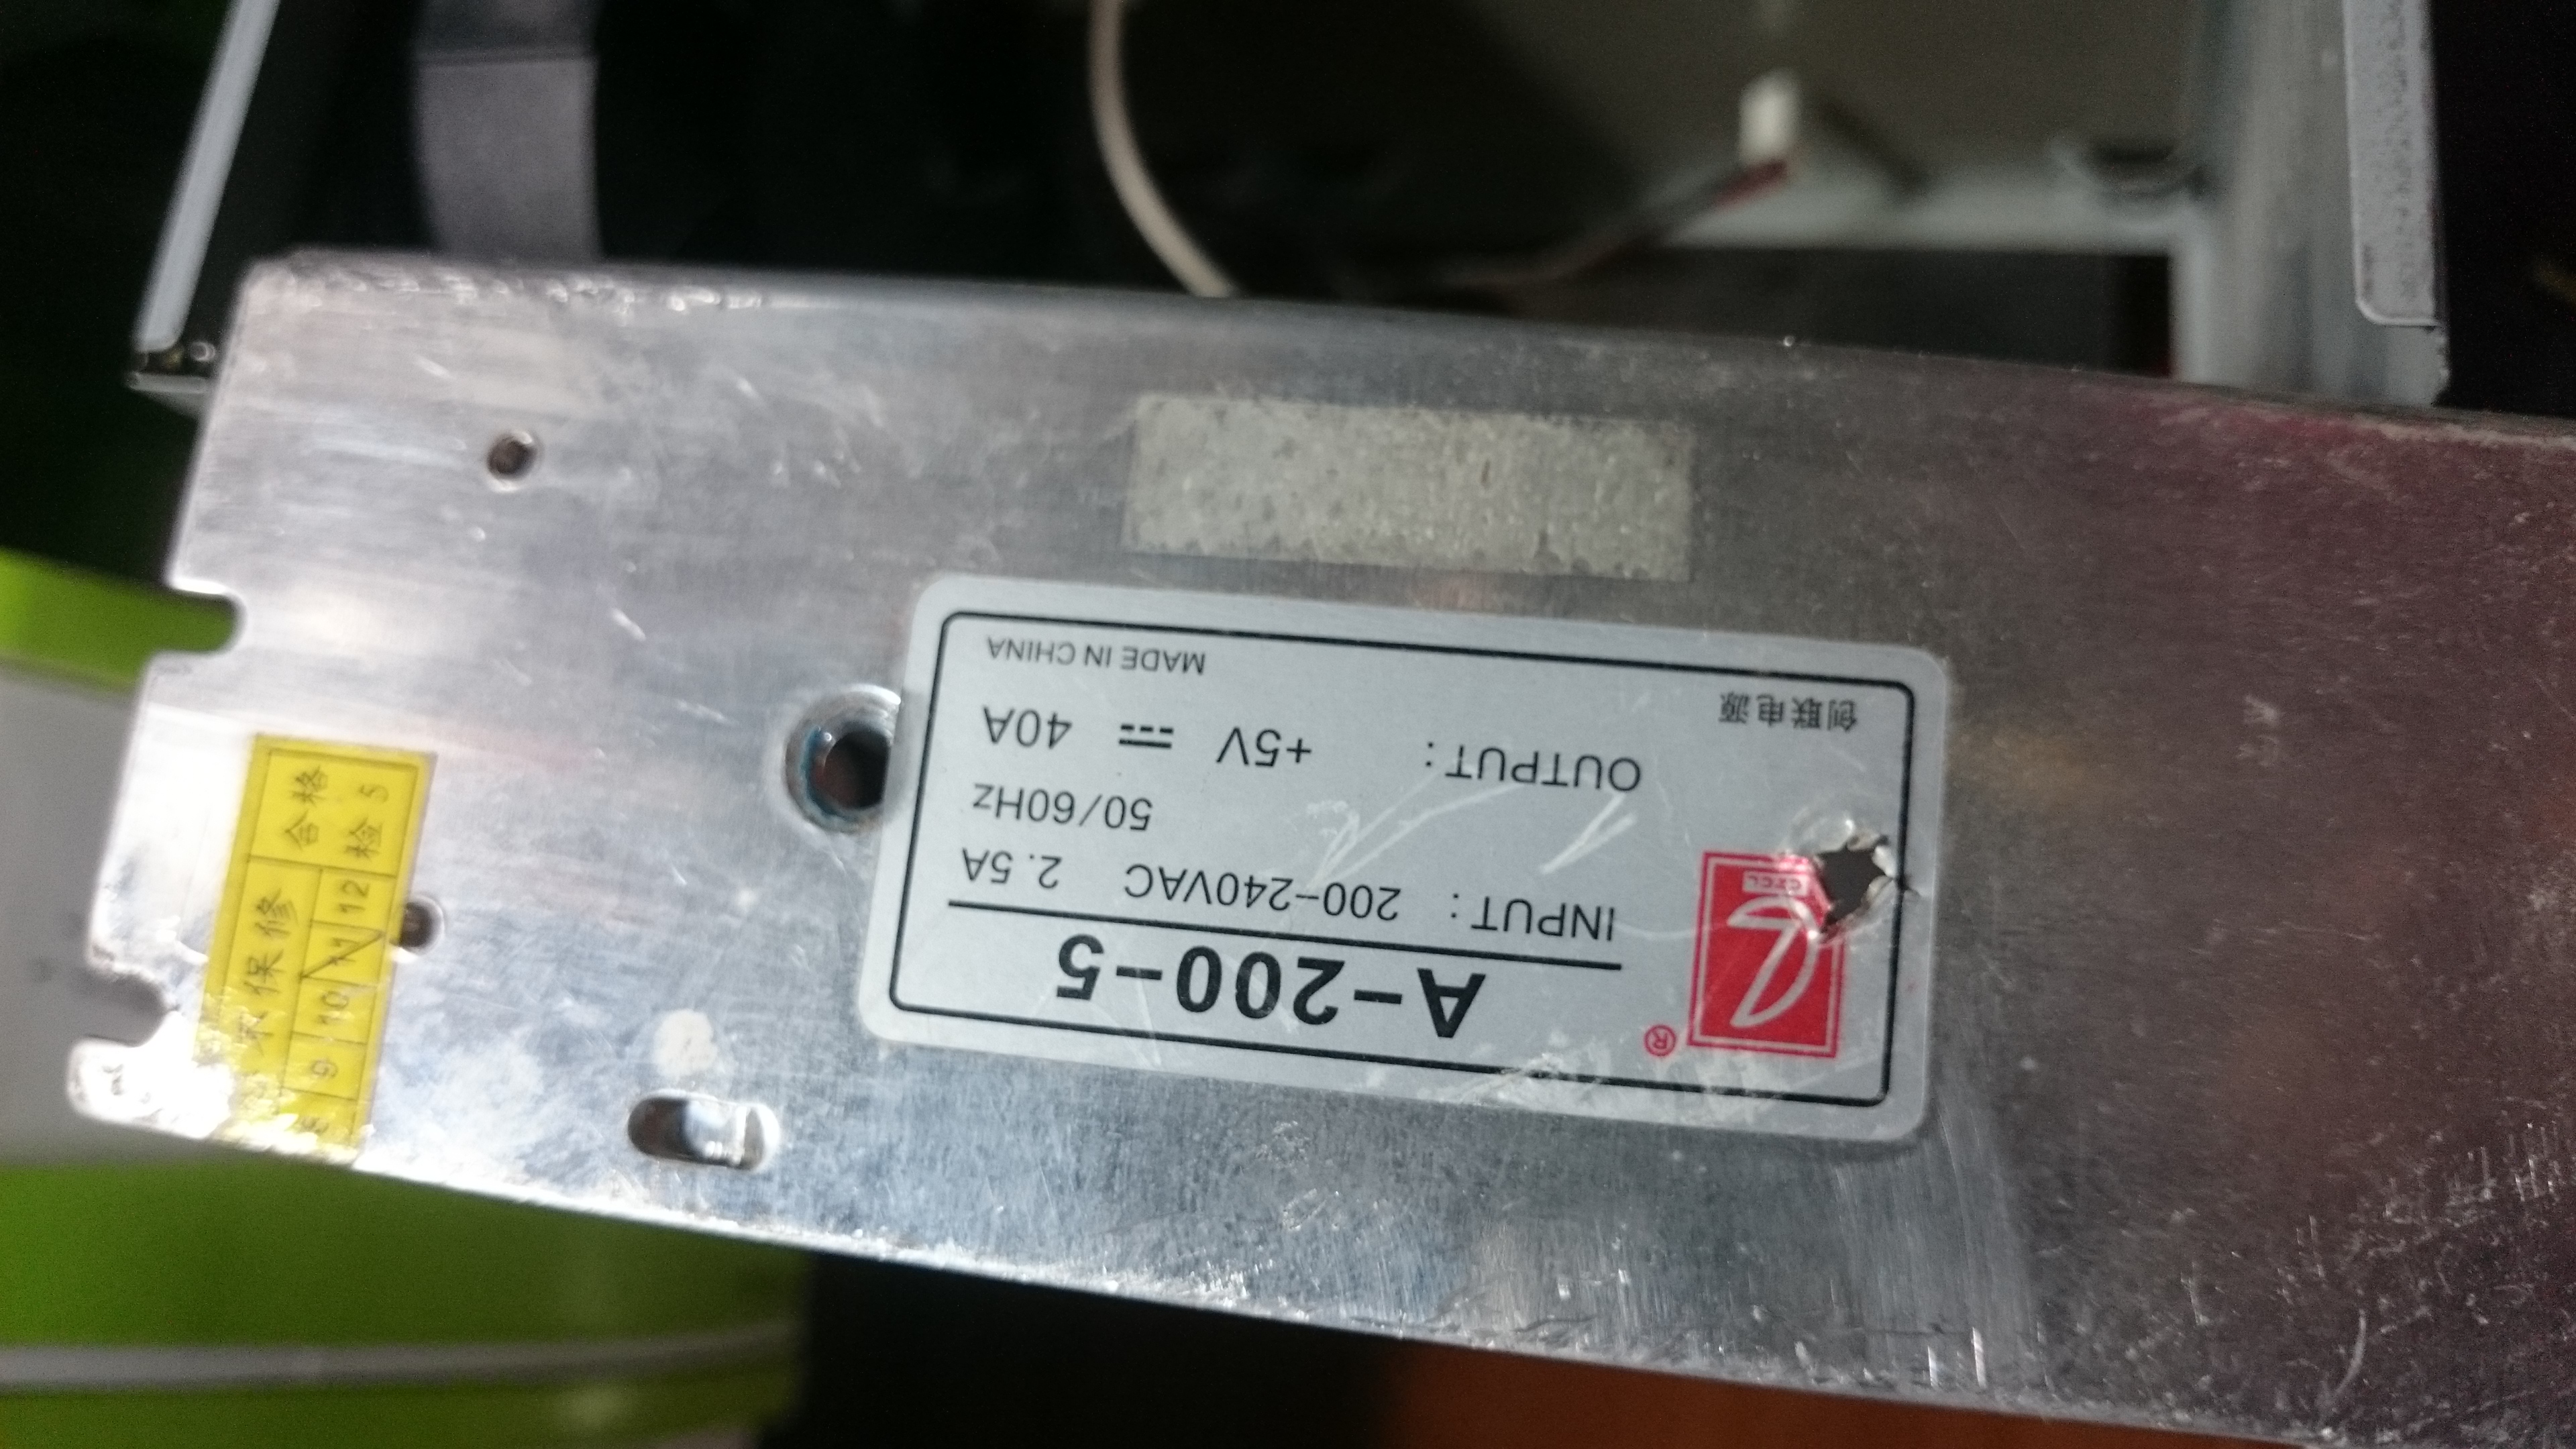 A-200-5
INPUT: 200-240VAC 2.5A
50/60Hz
OUTPUT: +5V ⎓ 40A
MADE IN CHINA
®
CZCL
创联电源
合格
检 5
保修
9 10 11 12